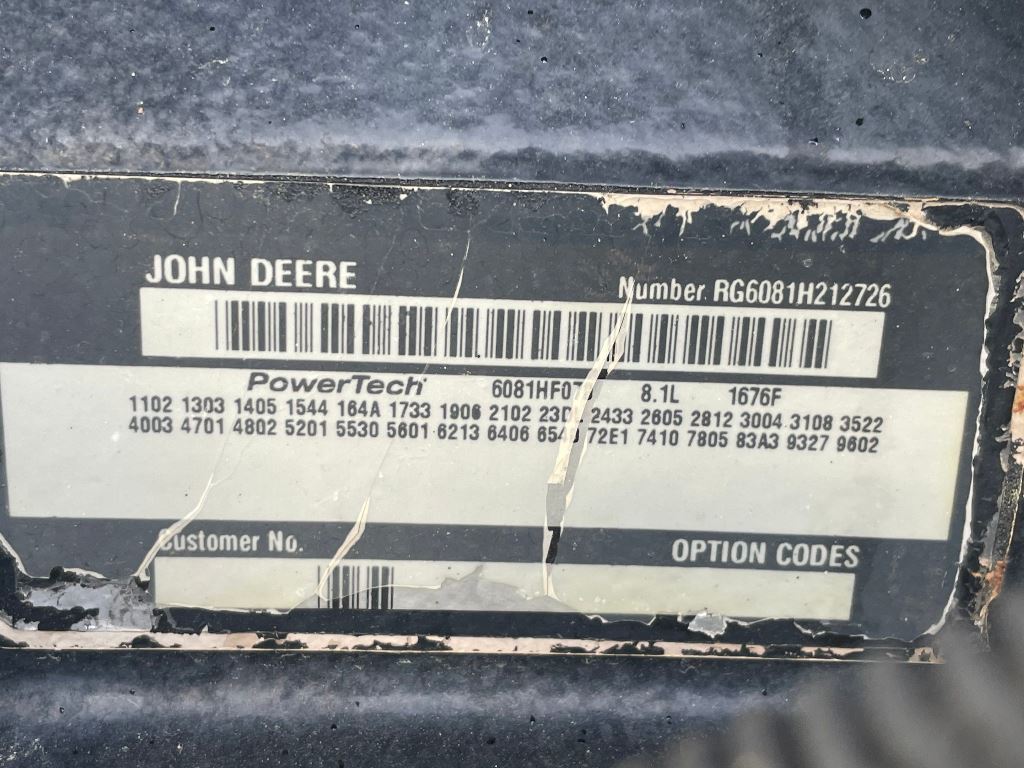 JOHN DEERE
Number RG6081H212726
PowerTech 8.1L 1676F
1102 1303 1405 1544 164A 1733 1906 2102 2433 2605 2812 3004 3108 3522
4003 4701 4802 5201 5530 5601 6213 6406 72E1 7410 7805 83A3 9327 9602
Customer No.
OPTION CODES